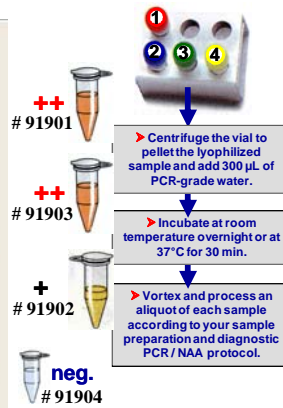 1
2 3 4
++
# 91901
++
# 91903
+
# 91902
neg.
# 91904
➤ Centrifuge the vial to
pellet the lyophilized
sample and add 300 µL of
PCR-grade water.
➤ Incubate at room
temperature overnight or at
37°C for 30 min.
➤ Vortex and process an
aliquot of each sample
according to your sample
preparation and diagnostic
PCR / NAA protocol.